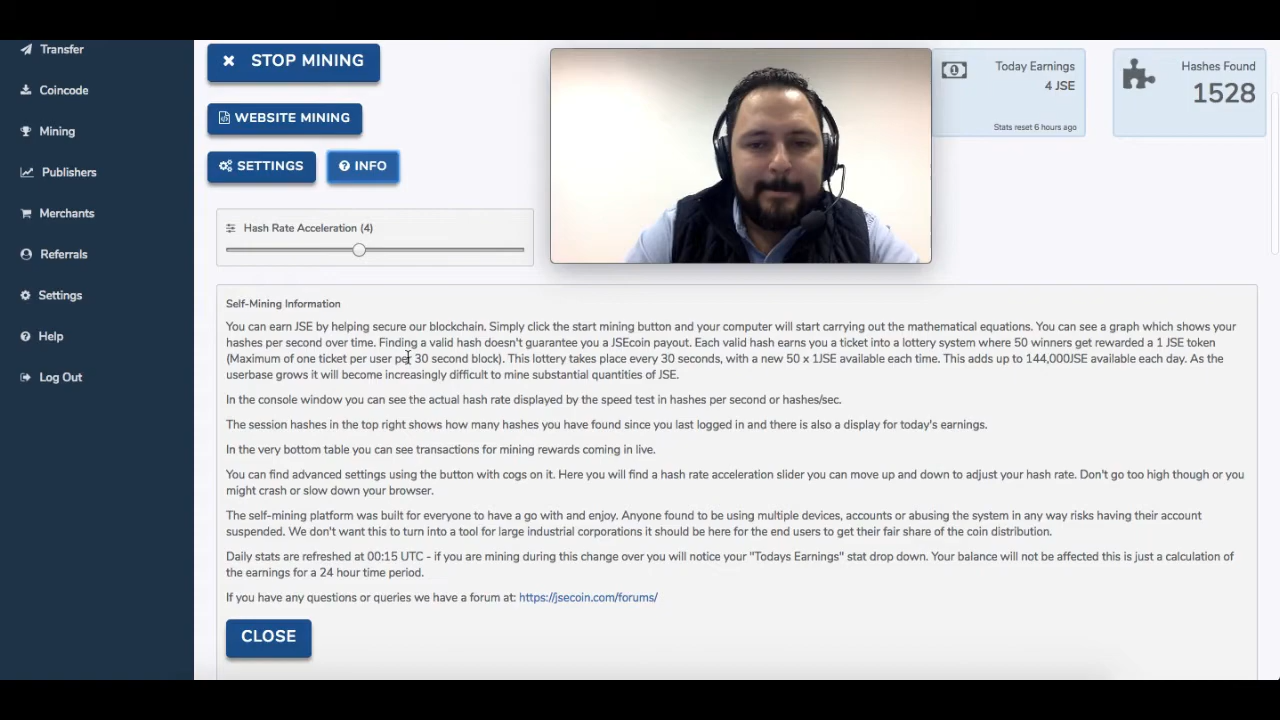 Transfer
Coincode
Mining
Publishers
Merchants
Referrals
Settings
Help
Log Out
STOP MINING
WEBSITE MINING
SETTINGS
INFO
Today Earnings
4 JSE
Stats reset 6 hours ago
Hashes Found
1528
Hash Rate Acceleration (4)
Self-Mining Information
You can earn JSE by helping secure our blockchain. Simply click the start mining button and your computer will start carrying out the mathematical equations. You can see a graph which shows your
hashes per second over time. Finding a valid hash doesn't guarantee you a JSEcoin payout. Each valid hash earns you a ticket into a lottery system where 50 winners get rewarded a 1 JSE token
(Maximum of one ticket per user per 30 second block). This lottery takes place every 30 seconds, with a new 50 x 1JSE available each time. This adds up to 144,000JSE available each day. As the
userbase grows it will become increasingly difficult to mine substantial quantities of JSE.
In the console window you can see the actual hash rate displayed by the speed test in hashes per second or hashes/sec.
The session hashes in the top right shows how many hashes you have found since you last logged in and there is also a display for today's earnings.
In the very bottom table you can see transactions for mining rewards coming in live.
You can find advanced settings using the button with cogs on it. Here you will find a hash rate acceleration slider you can move up and down to adjust your hash rate. Don't go too high though or you
might crash or slow down your browser.
The self-mining platform was built for everyone to have a go with and enjoy. Anyone found to be using multiple devices, accounts or abusing the system in any way risks having their account
suspended. We don't want this to turn into a tool for large industrial corporations it should be here for the end users to get their fair share of the coin distribution.
Daily stats are refreshed at 00:15 UTC - if you are mining during this change over you will notice your "Todays Earnings" stat drop down. Your balance will not be affected this is just a calculation of
the earnings for a 24 hour time period.
If you have any questions or queries we have a forum at: https://jsecoin.com/forums/
CLOSE